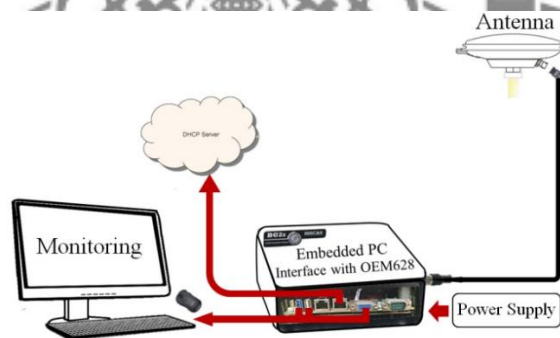 Antenna
DHCP Server
Monitoring
Embedded PC
Interface with OEM628
Power Supply